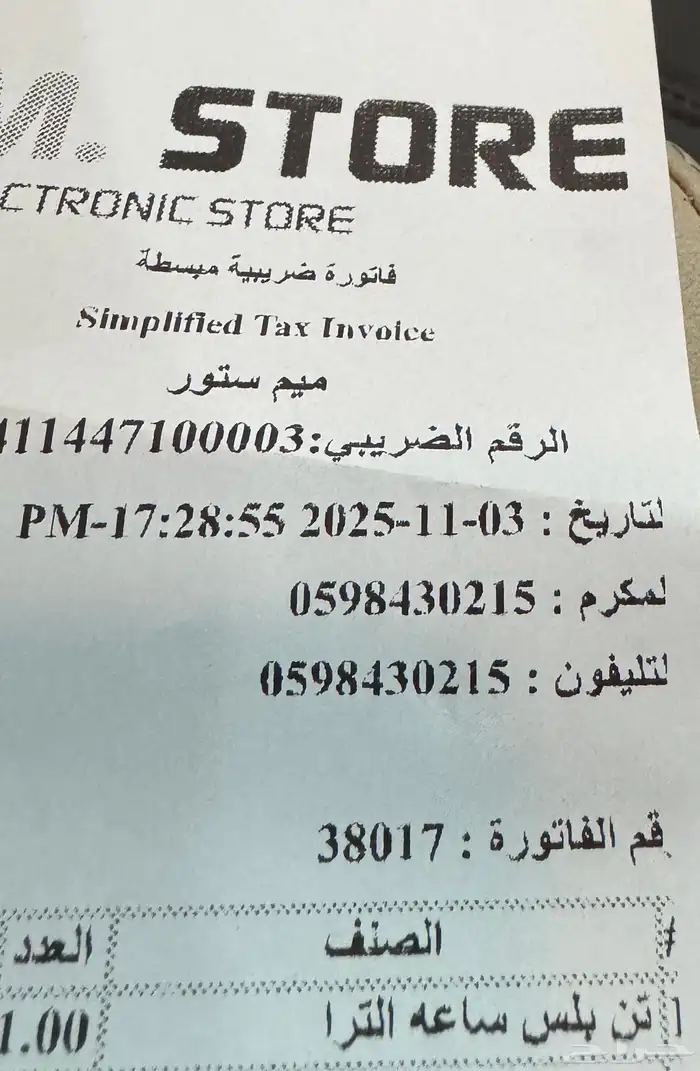 M. STORE
CTRONIC STORE
فاتورة ضريبية مبسطة
Simplified Tax Invoice
ميم ستور
الرقم الضريبي:411447100003
لتاريخ : 03-11-2025 17:28:55-PM
لمكرم : 0598430215
لتليفون : 0598430215
قم الفاتورة : 38017
# الصنف العدد
1 تن بلس ساعه الترا 1.00